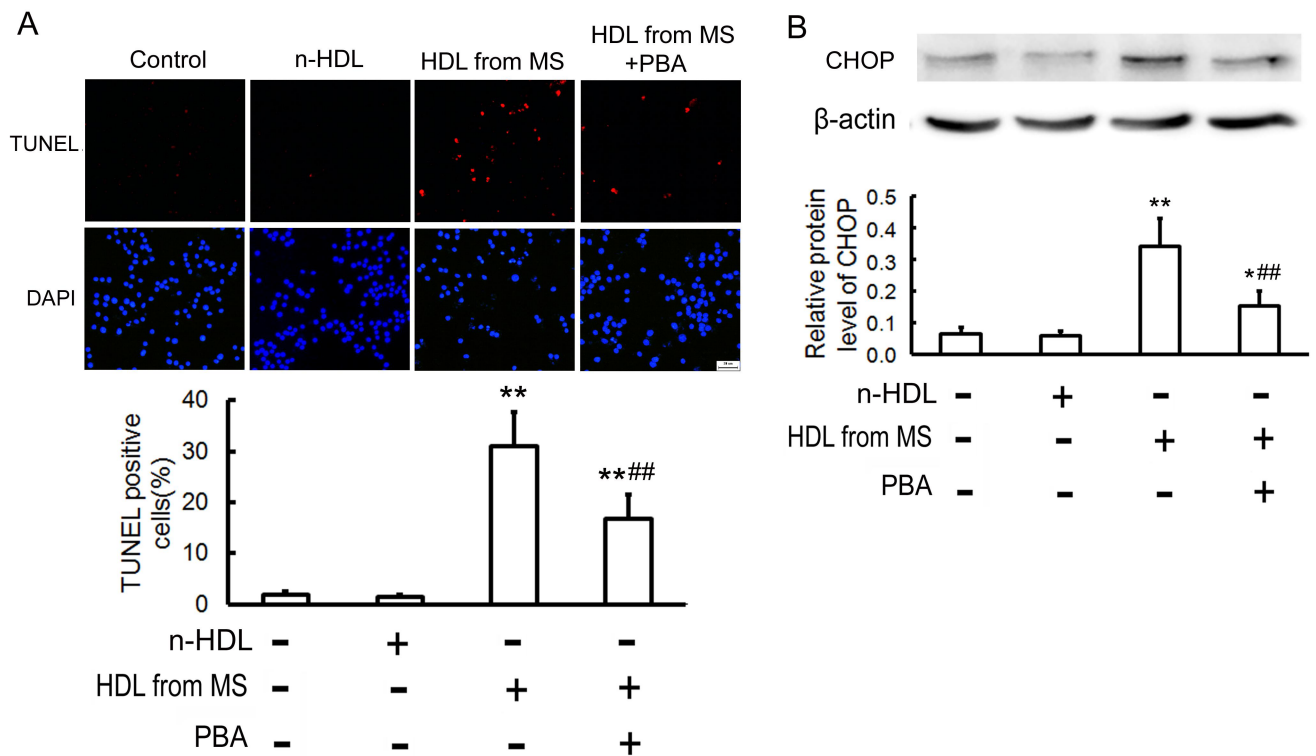 A
Control
n-HDL
HDL from MS
HDL from MS
+PBA
TUNEL
DAPI
40
30
20
10
0
TUNEL positive
cells(%)
**
**##
n-HDL - + - -
HDL from MS - - + +
PBA - - - +
B
CHOP
β-actin
0.5
0.4
0.3
0.2
0.1
0.0
Relative protein
level of CHOP
**
*##
n-HDL - + - -
HDL from MS - - + +
PBA - - - +